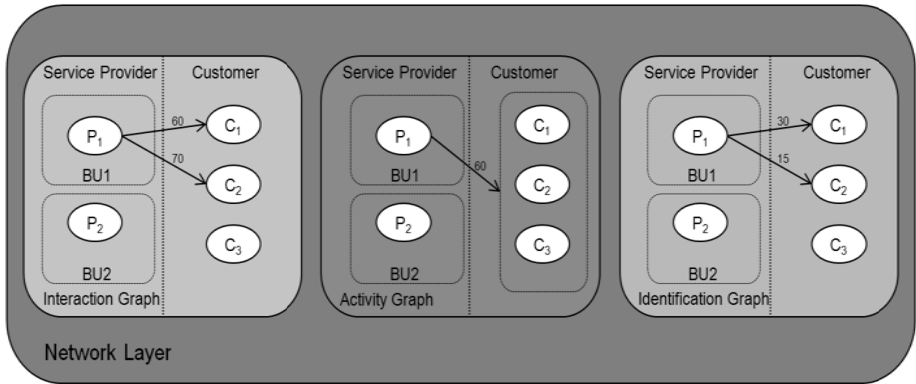 Service Provider Customer
P1 60 C1
BU1 70 C2
P2 C3
BU2
Interaction Graph
Service Provider Customer
P1 C1
BU1 60 C2
P2 C3
BU2
Activity Graph
Service Provider Customer
P1 30 C1
BU1 15 C2
P2 C3
BU2
Identification Graph
Network Layer